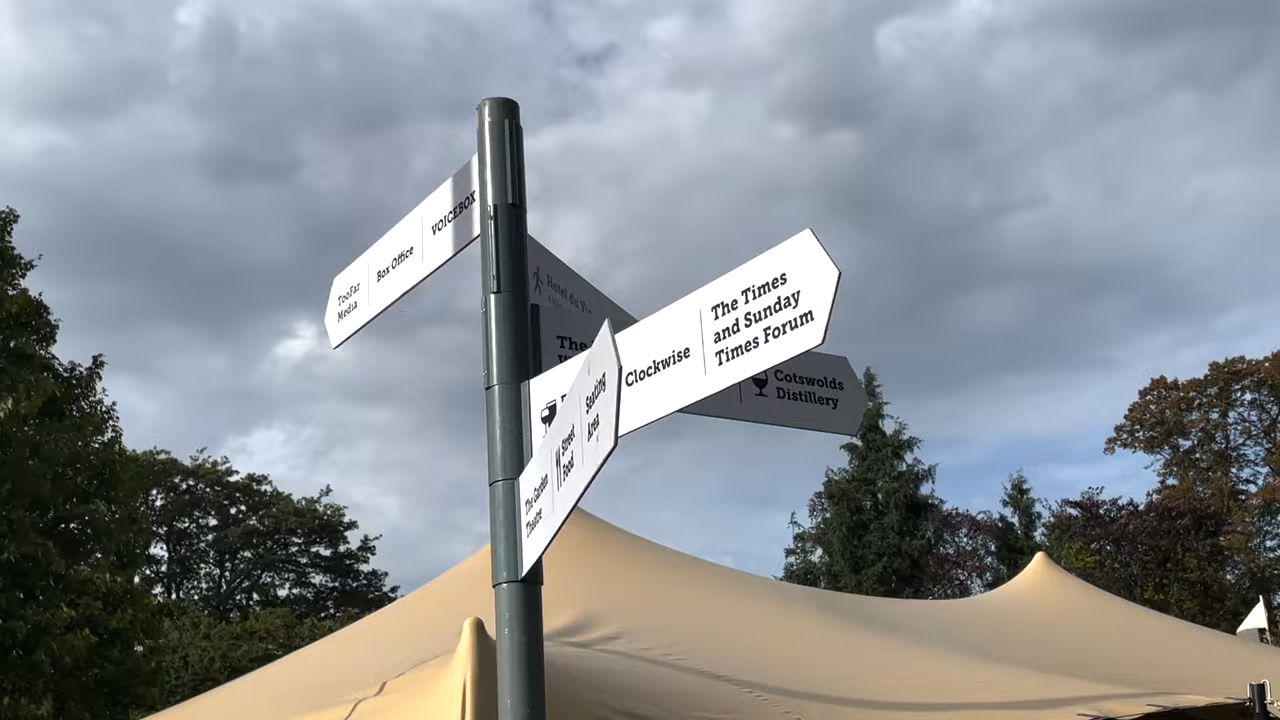 VOICEBOX
Box Office
TooFar
Media
Hotel du
The
The Times
and Sunday
Times Forum
Clockwise
Cotswolds
Distillery
Seating
Area
Street
Food
The Garden
Theatre